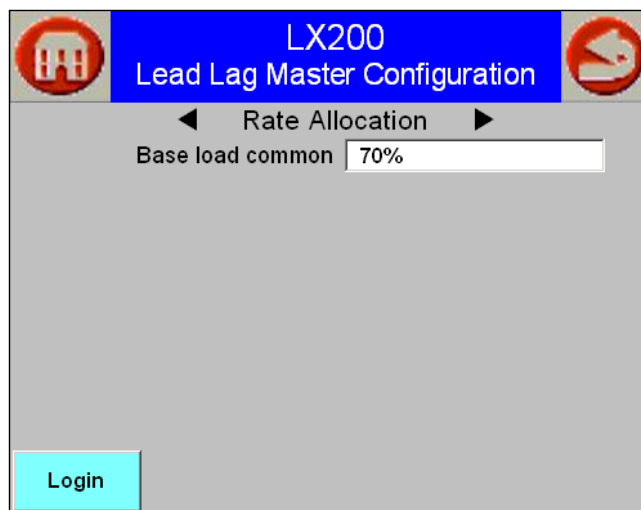 LX200
Lead Lag Master Configuration
◄ Rate Allocation ►
Base load common 70%
Login